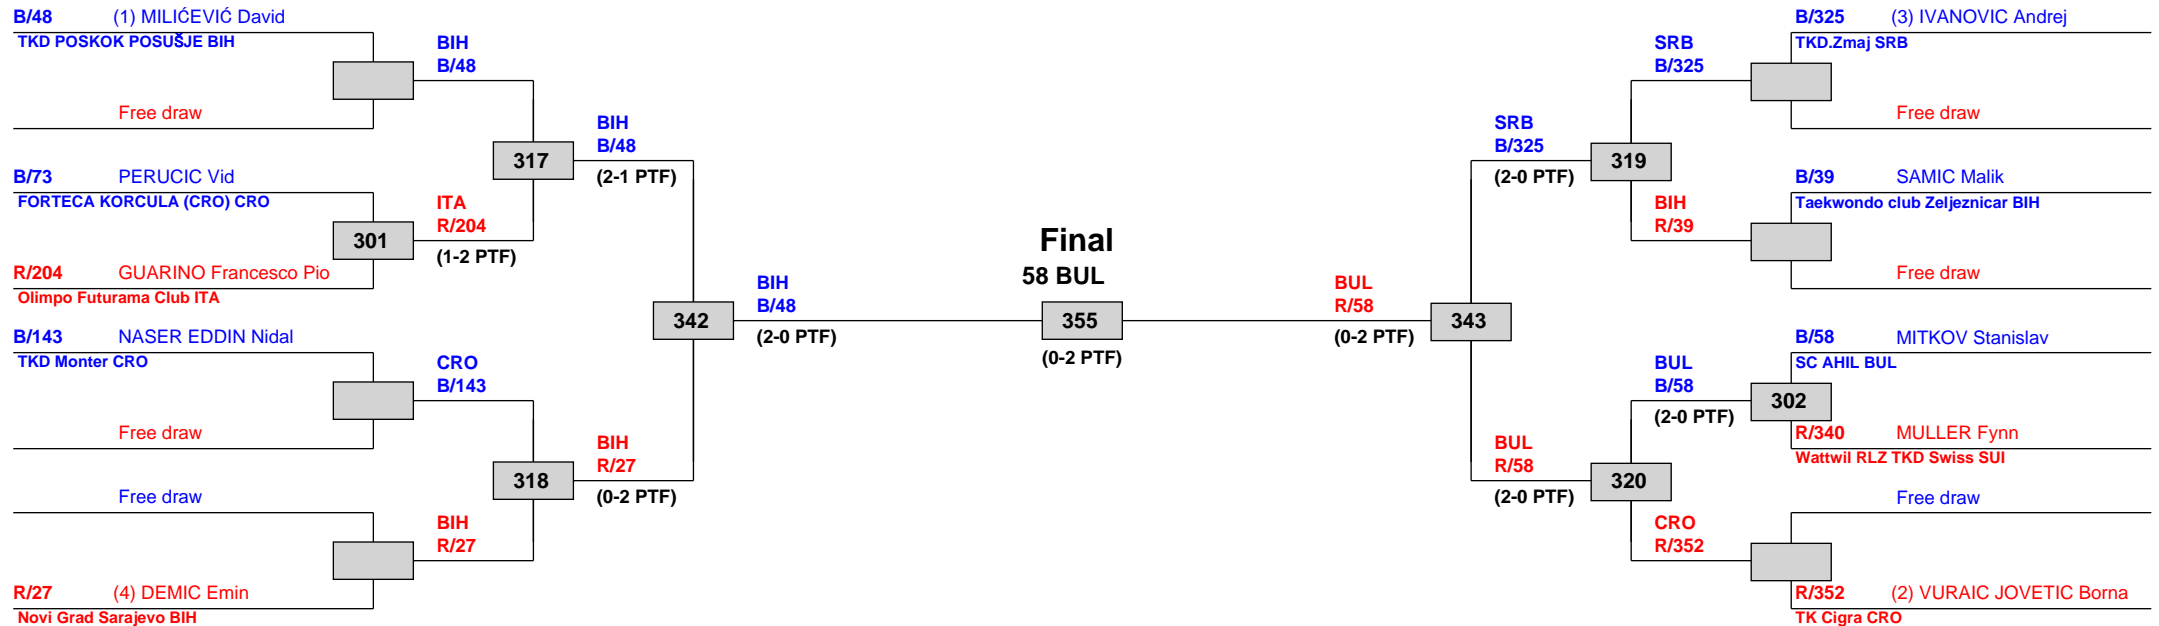 B/48 (1) MILIĆEVIĆ David
TKD POSKOK POSUŠJE BIH
Free draw
B/73 PERUCIC Vid
FORTECA KORCULA (CRO) CRO
301
R/204 GUARINO Francesco Pio
Olimpo Futurama Club ITA
B/143 NASER EDDIN Nidal
TKD Monter CRO
Free draw
Free draw
R/27 (4) DEMIC Emin
Novi Grad Sarajevo BIH
BIH
B/48
317
ITA
R/204
(1-2 PTF)
CRO
B/143
318
BIH
R/27
BIH
B/48
(2-1 PTF)
342
BIH
R/27
(0-2 PTF)
BIH
B/48
(2-0 PTF)
Final
58 BUL
355
(0-2 PTF)
BUL
R/58
(0-2 PTF)
343
SRB
B/325
(2-0 PTF)
BUL
R/58
(2-0 PTF)
SRB
B/325
319
BIH
R/39
BUL
B/58
(2-0 PTF)
320
CRO
R/352
B/325 (3) IVANOVIC Andrej
TKD.Zmaj SRB
Free draw
B/39 SAMIC Malik
Taekwondo club Zeljeznicar BIH
Free draw
B/58 MITKOV Stanislav
SC AHIL BUL
302
R/340 MULLER Fynn
Wattwil RLZ TKD Swiss SUI
Free draw
R/352 (2) VURAIC JOVETIC Borna
TK Cigra CRO